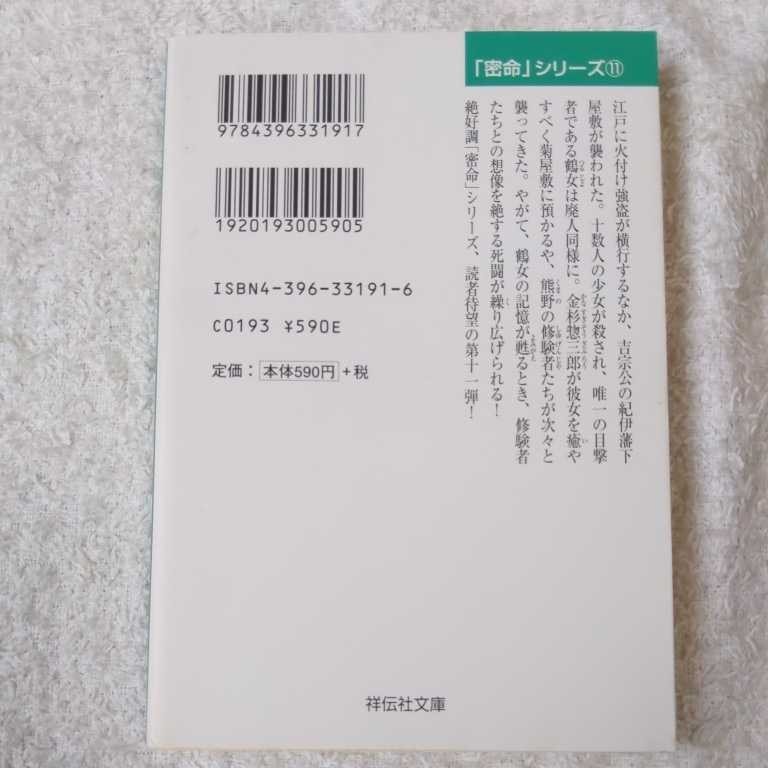 「密命」シリーズ⑪
江戸に火付け強盗が横行するなか、吉宗公の紀伊藩下
屋敷が襲われた。十数人の少女が殺され、唯一の目撃
者である鶴女は廃人同様に。金杉惣三郎が彼女を癒や
すべく菊屋敷に預かるや、熊野の修験者たちが次々と
襲ってきた。やがて、鶴女の記憶が甦るとき、修験者
たちとの想像を絶する死闘が繰り広げられる!
絶好調「密命」シリーズ、読者待望の第十一弾!
9784396331917
1920193005905
ISBN4-396-33191-6
C0193 ¥590E
定価:本体590円+税
祥伝社文庫